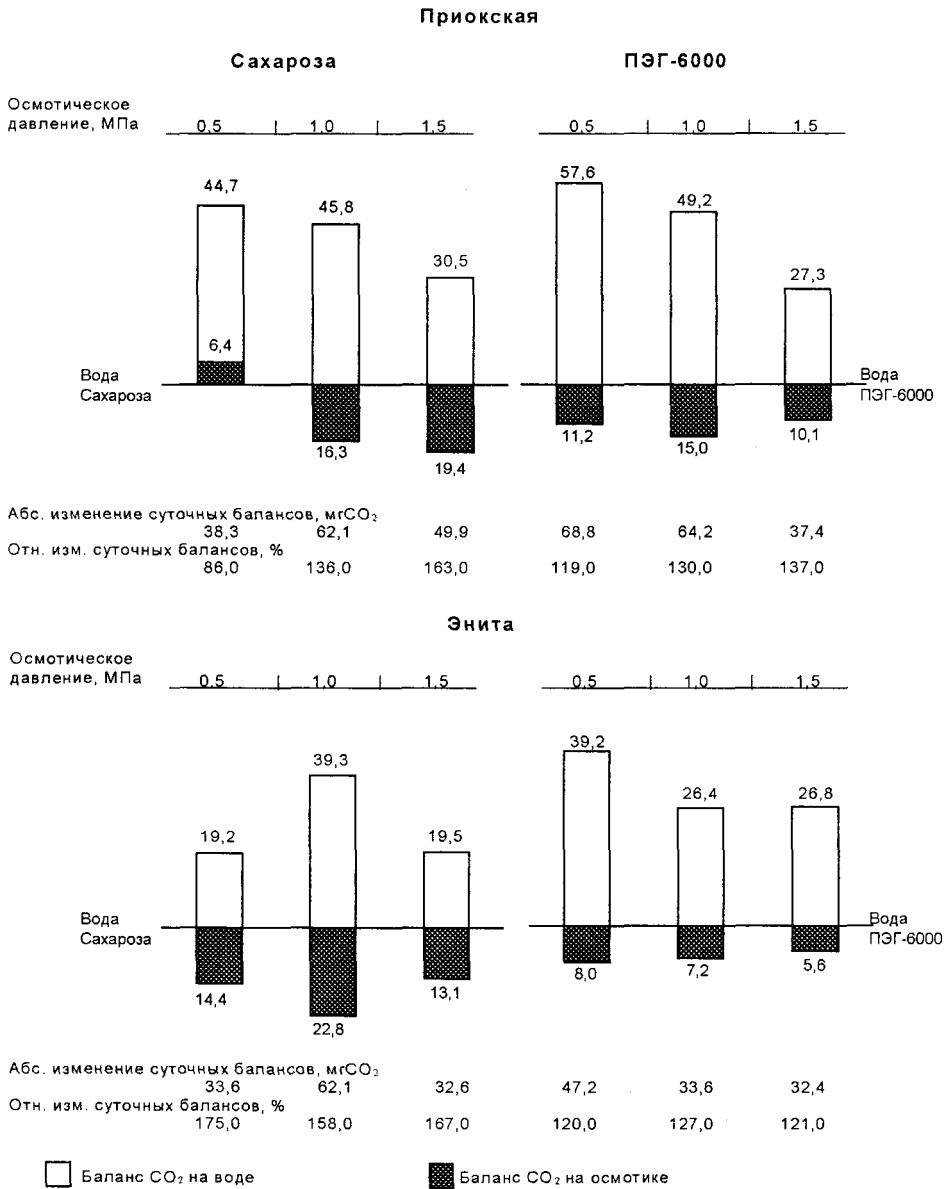 Приокская
Сахароза ПЭГ-6000
Осмотическое
давление, МПа 0,5 1,0 1,5 0,5 1,0 1,5
44,7 45,8 30,5 57,6 49,2 27,3
6,4
Вода Вода
Сахароза ПЭГ-6000
16,3 19,4 11,2 15,0 10,1
Абс. изменение суточных балансов, мгCO₂
38,3 62,1 49,9 68,8 64,2 37,4
Отн. изм. суточных балансов, %
86,0 136,0 163,0 119,0 130,0 137,0
Энита
Осмотическое
давление, МПа 0,5 1,0 1,5 0,5 1,0 1,5
19,2 39,3 19,5 39,2 26,4 26,8
Вода Вода
Сахароза ПЭГ-6000
14,4 22,8 13,1 8,0 7,2 5,6
Абс. изменение суточных балансов, мгCO₂
33,6 62,1 32,6 47,2 33,6 32,4
Отн. изм. суточных балансов, %
175,0 158,0 167,0 120,0 127,0 121,0
Баланс CO₂ на воде Баланс CO₂ на осмотике